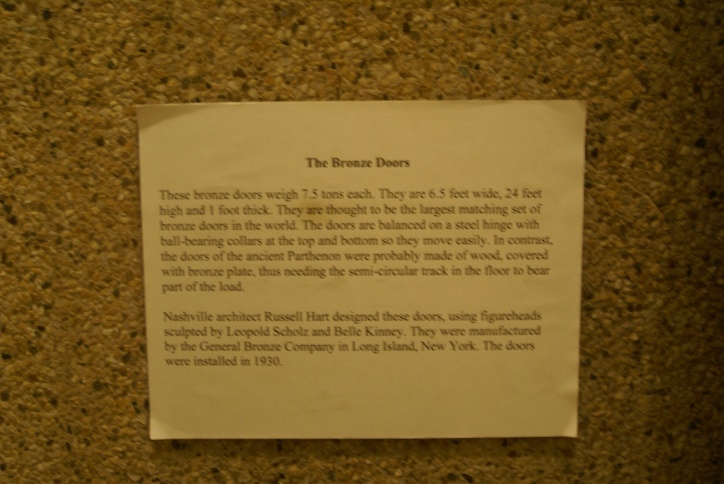 The Bronze Doors
These bronze doors weigh 7.5 tons each. They are 6.5 feet wide, 24 feet
high and 1 foot thick. They are thought to be the largest matching set of
bronze doors in the world. The doors are balanced on a steel hinge with
ball-bearing collars at the top and bottom so they move easily. In contrast,
the doors of the ancient Parthenon were probably made of wood, covered
with bronze plate, thus needing the semi-circular track in the floor to bear
part of the load.
Nashville architect Russell Hart designed these doors, using figureheads
sculpted by Leopold Scholz and Belle Kinney. They were manufactured
by the General Bronze Company in Long Island, New York. The doors
were installed in 1930.